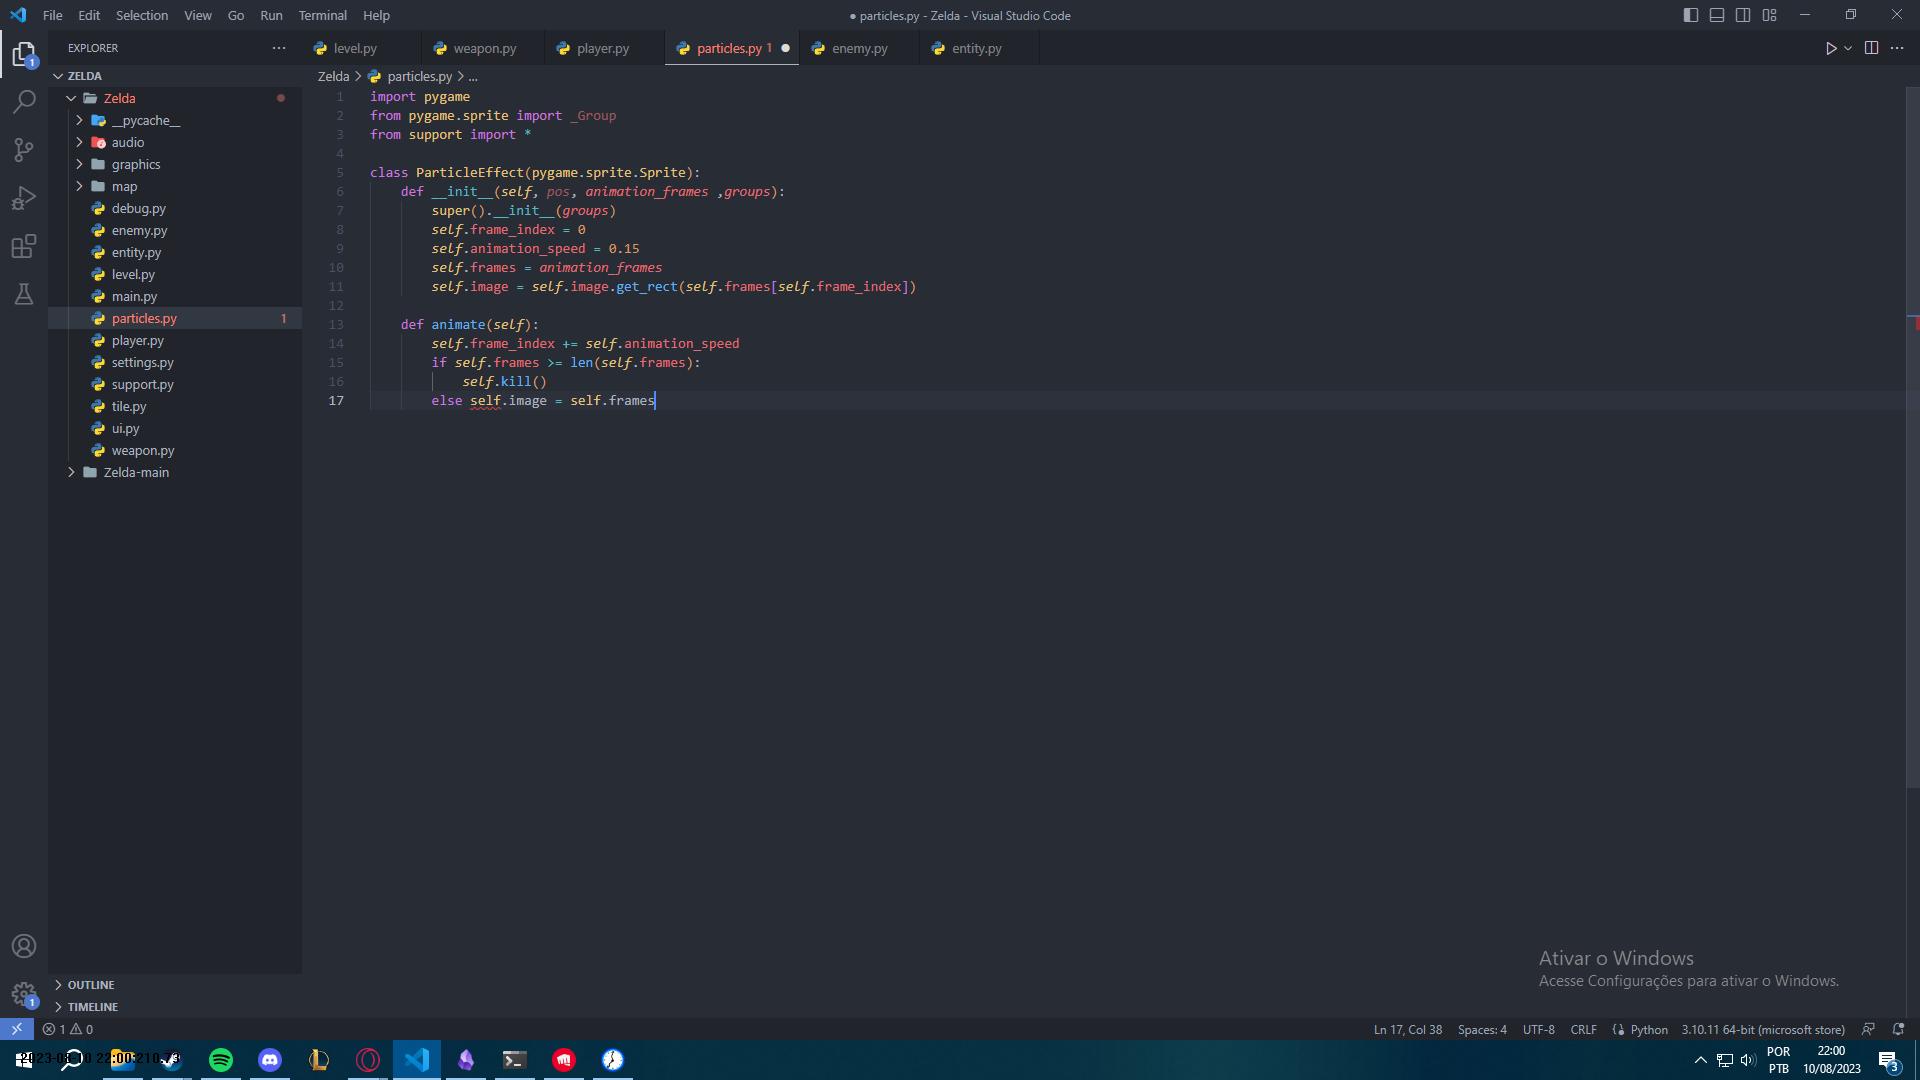 File Edit Selection View Go Run Terminal Help
● particles.py - Zelda - Visual Studio Code
EXPLORER
level.py
weapon.py
player.py
particles.py 1
enemy.py
entity.py
ZELDA
Zelda > particles.py > ...
Zelda
__pycache__
audio
graphics
map
debug.py
enemy.py
entity.py
level.py
main.py
particles.py 1
player.py
settings.py
support.py
tile.py
ui.py
weapon.py
Zelda-main
1 import pygame
2 from pygame.sprite import _Group
3 from support import *
4
5 class ParticleEffect(pygame.sprite.Sprite):
6 def __init__(self, pos, animation_frames ,groups):
7 super().__init__(groups)
8 self.frame_index = 0
9 self.animation_speed = 0.15
10 self.frames = animation_frames
11 self.image = self.image.get_rect(self.frames[self.frame_index])
12
13 def animate(self):
14 self.frame_index += self.animation_speed
15 if self.frames >= len(self.frames):
16 self.kill()
17 else self.image = self.frames
1
1
OUTLINE
TIMELINE
Ativar o Windows
Acesse Configurações para ativar o Windows.
1 0
Ln 17, Col 38 Spaces: 4 UTF-8 CRLF Python 3.10.11 64-bit (microsoft store)
POR
PTB
22:00
10/08/2023
3